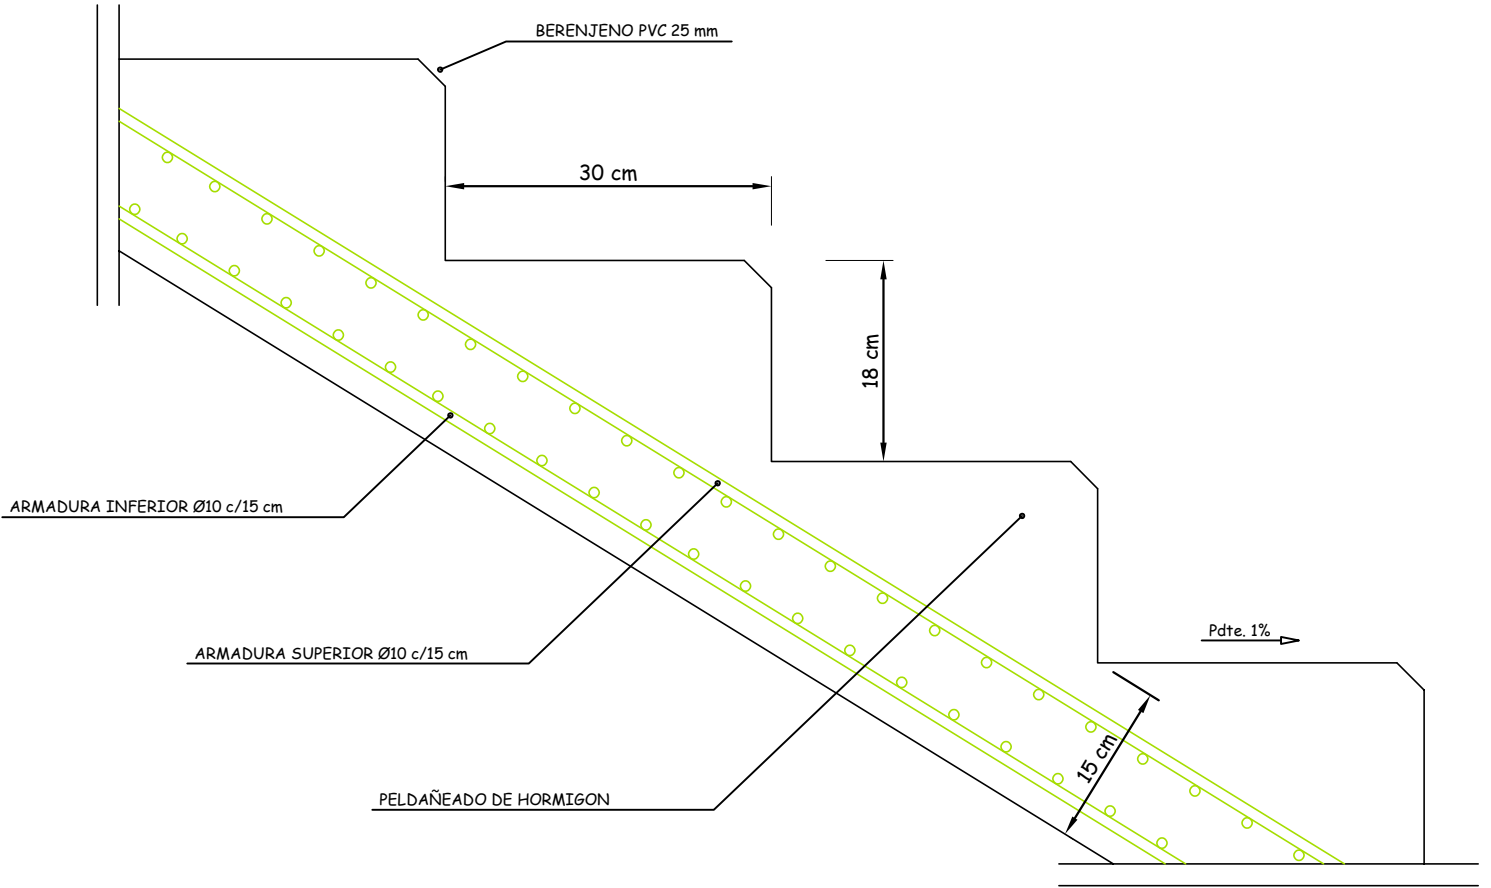 BERENJENO PVC 25 mm
30 cm
18 cm
ARMADURA INFERIOR Ø10 c/15 cm
Pdte. 1%
ARMADURA SUPERIOR Ø10 c/15 cm
15 cm
PELDAÑEADO DE HORMIGON